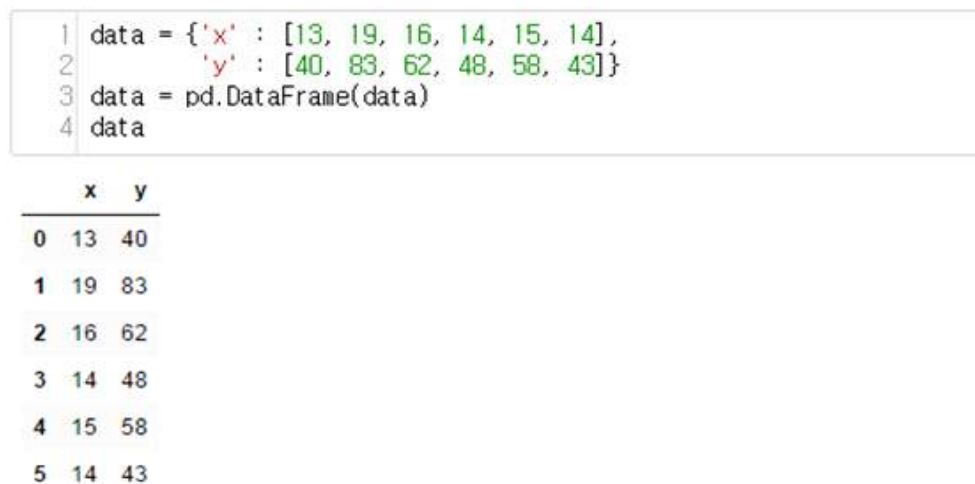 1 data = {'x' : [13, 19, 16, 14, 15, 14],
2 'y' : [40, 83, 62, 48, 58, 43]}
3 data = pd.DataFrame(data)
4 data
x y
0 13 40
1 19 83
2 16 62
3 14 48
4 15 58
5 14 43